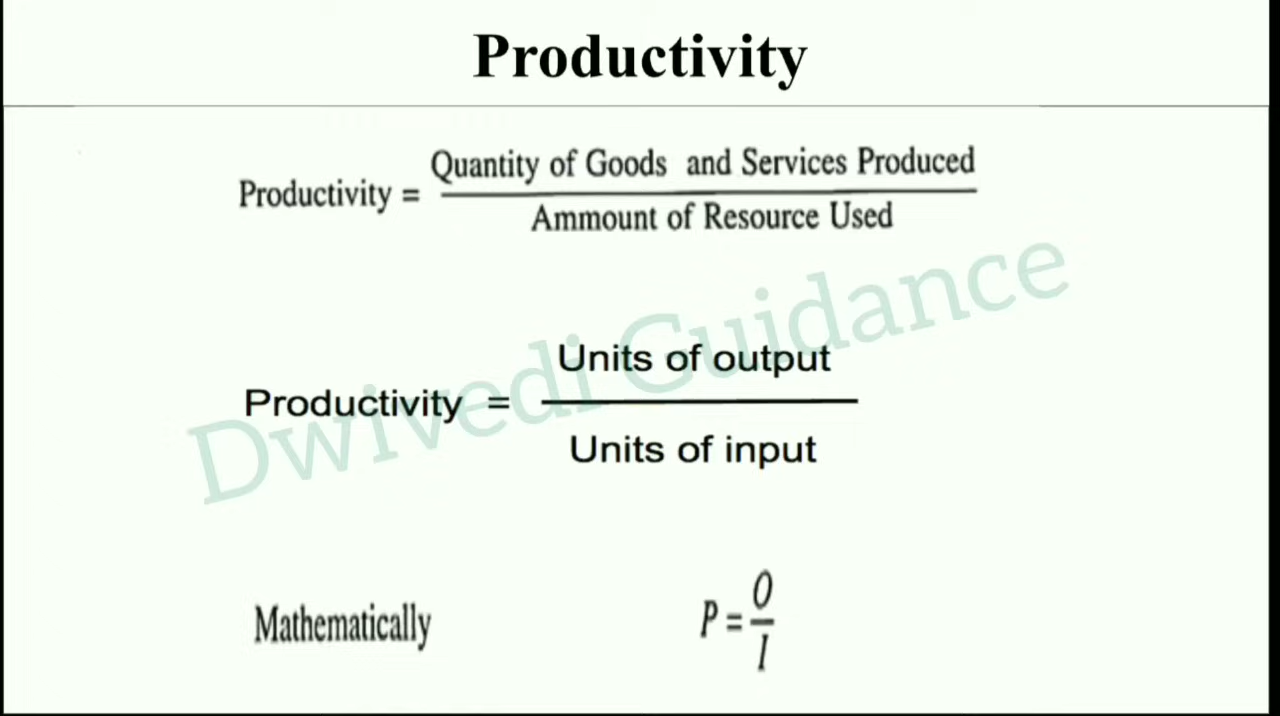 Productivity
Quantity of Goods and Services Produced
Productivity =
Ammount of Resource Used
Dwivedi Guidance
Units of output
Productivity =
Units of input
O
Mathematically P =
I